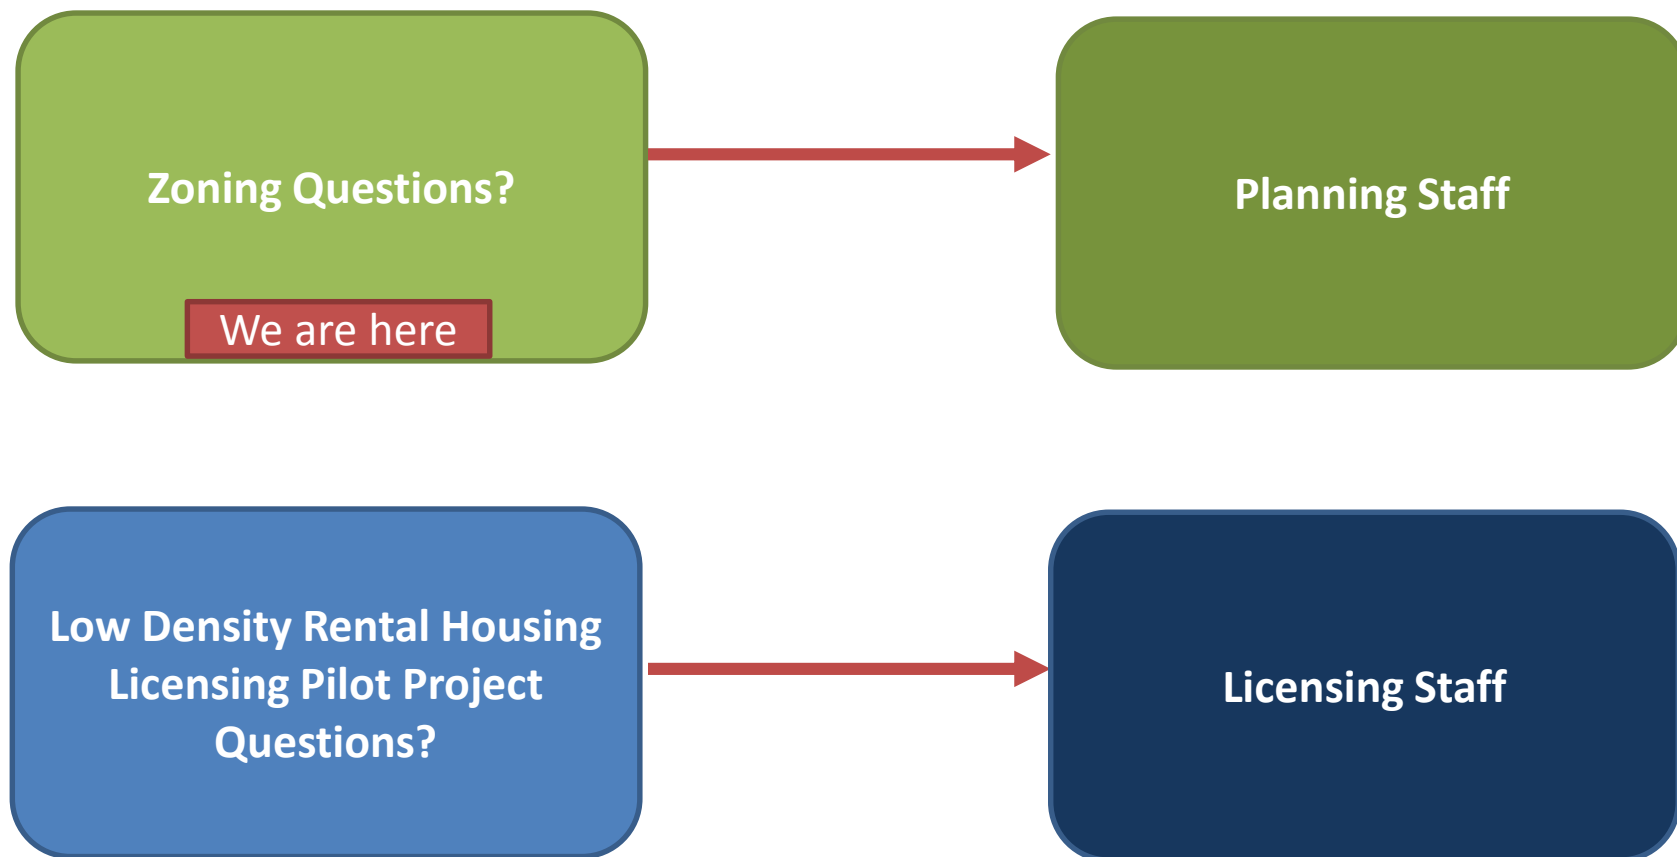 Zoning Questions?
We are here
Planning Staff
Low Density Rental Housing
Licensing Pilot Project
Questions?
Licensing Staff